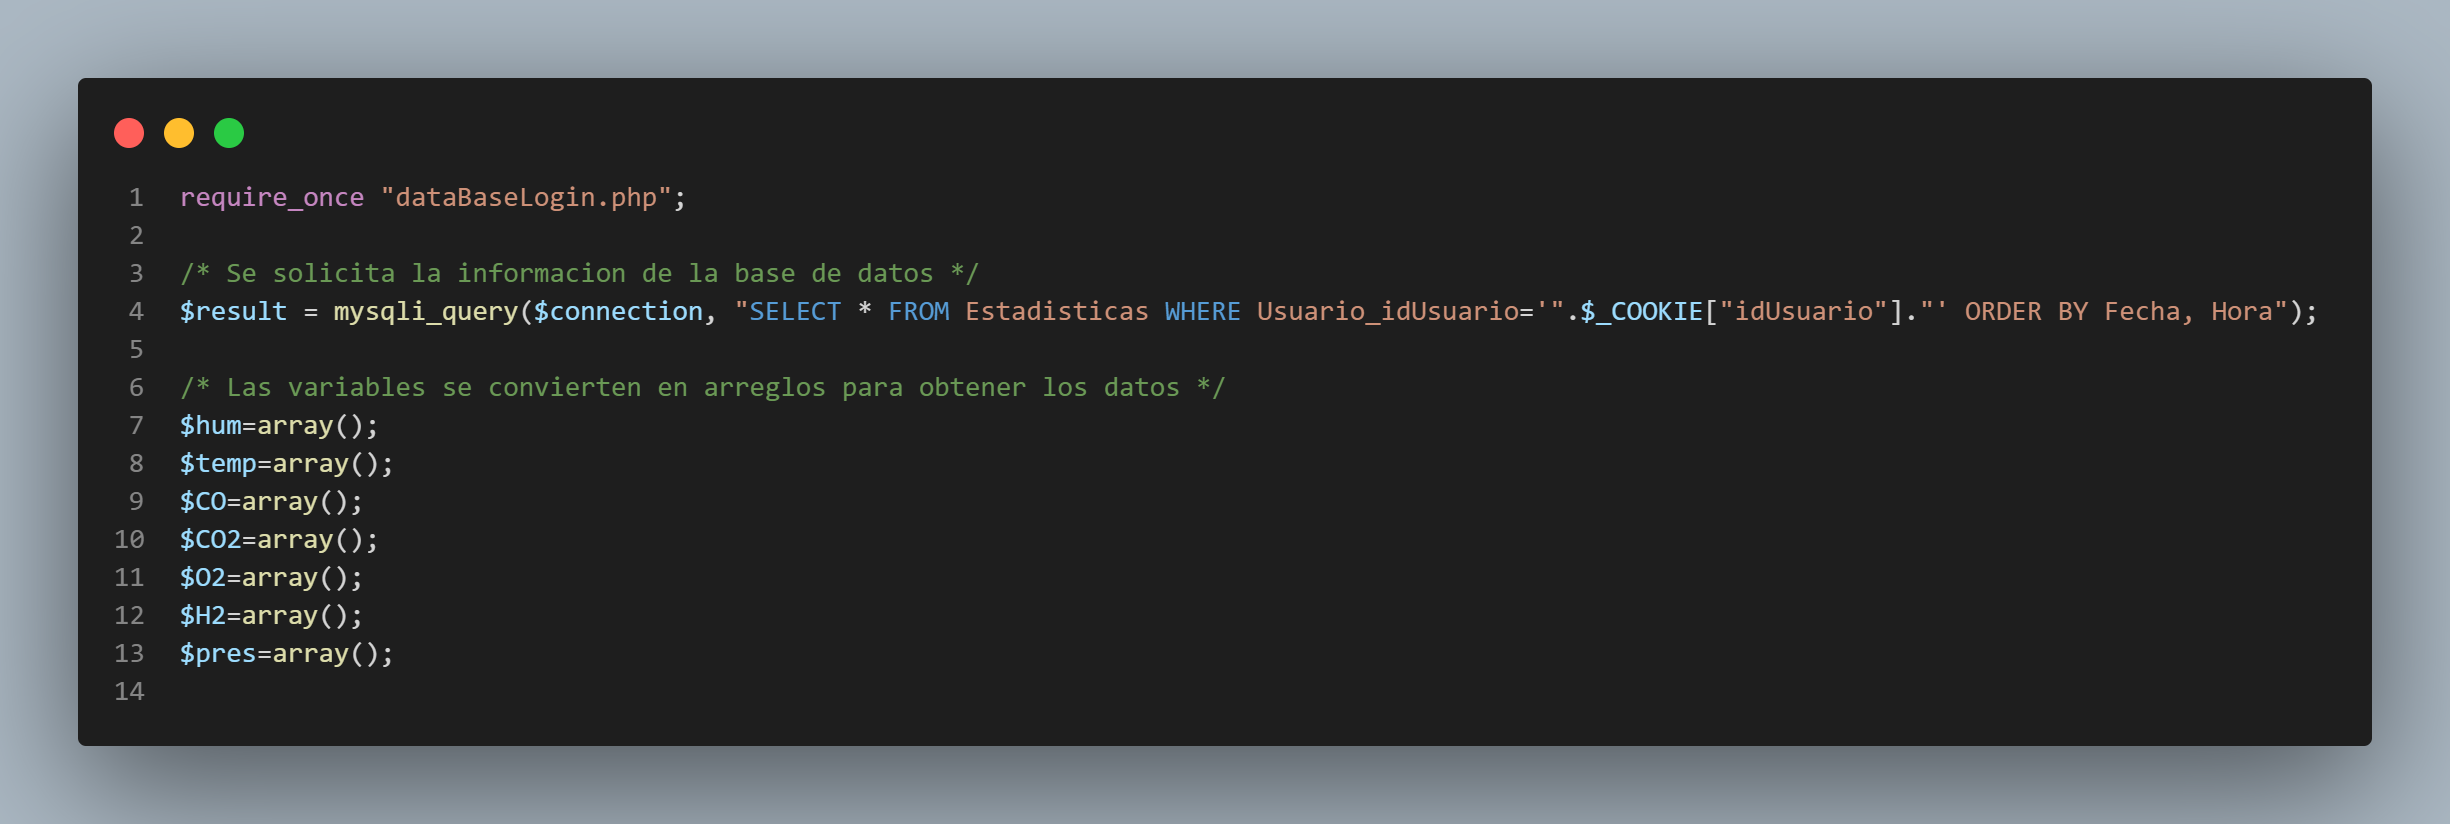 1 require_once "dataBaseLogin.php";
2
3 /* Se solicita la informacion de la base de datos */
4 $result = mysqli_query($connection, "SELECT * FROM Estadisticas WHERE Usuario_idUsuario='".$_COOKIE["idUsuario"]."' ORDER BY Fecha, Hora");
5
6 /* Las variables se convierten en arreglos para obtener los datos */
7 $hum=array();
8 $temp=array();
9 $CO=array();
10 $CO2=array();
11 $O2=array();
12 $H2=array();
13 $pres=array();
14